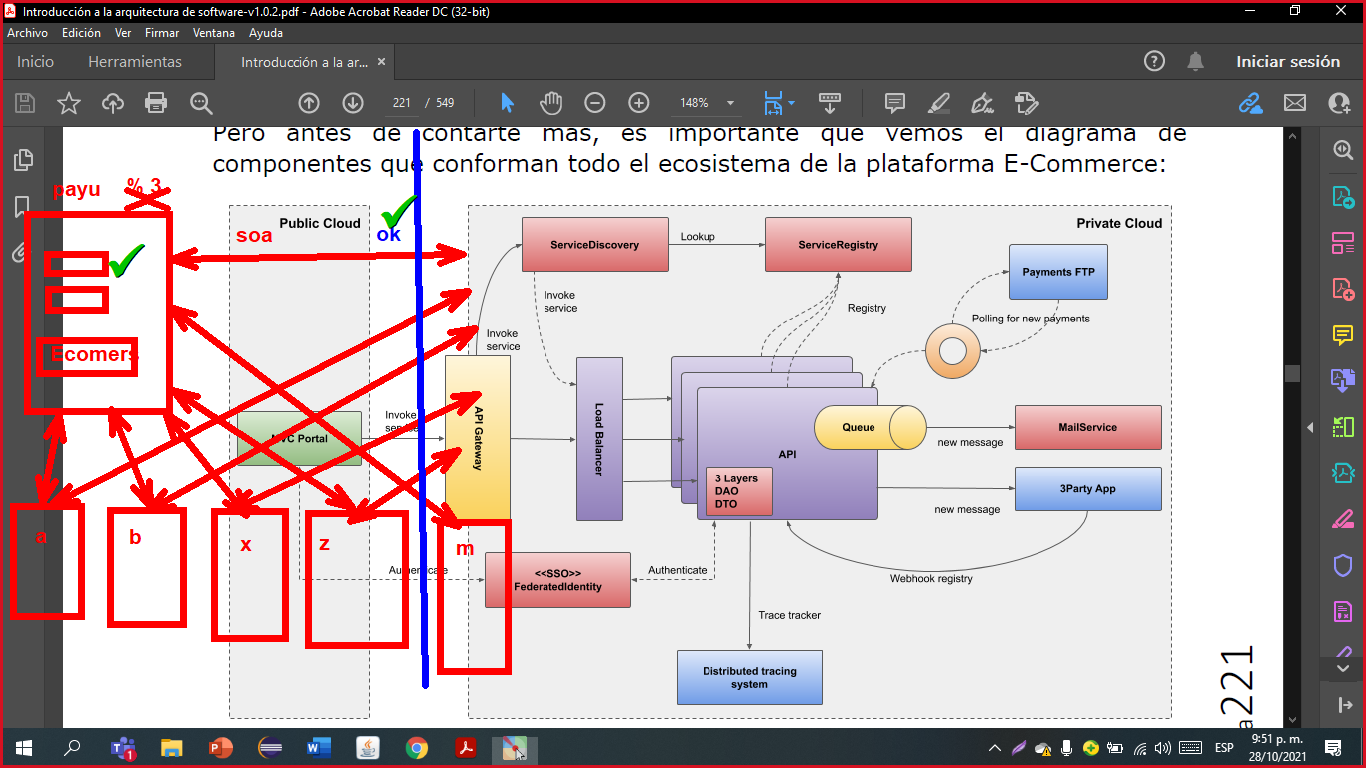 Introducción a la arquitectura de software-v1.0.2.pdf - Adobe Acrobat Reader DC (32-bit)
Archivo Edición Ver Firmar Ventana Ayuda
Inicio Herramientas Introducción a la ar... × Iniciar sesión
221 / 549 148%
Pero antes de contarte más, es importante que vemos el diagrama de
componentes que conforman todo el ecosistema de la plataforma E-Commerce:
payu % 3
Public Cloud
soa
ok
Private Cloud
ServiceDiscovery
Lookup
ServiceRegistry
Payments FTP
Invoke
service
Registry
Polling for new payments
Invoke
service
Ecomers
MVC Portal
Invoke
service
API Gateway
Load Balancer
API
Queue
new message
MailService
3 Layers
DAO
DTO
3Party App
new message
a
b
x
z
m
Authenticate
<<SSO>>
FederatedIdentity
Authenticate
Webhook registry
Trace tracker
Distributed tracing
system
221
1
ESP
9:51 p. m.
28/10/2021